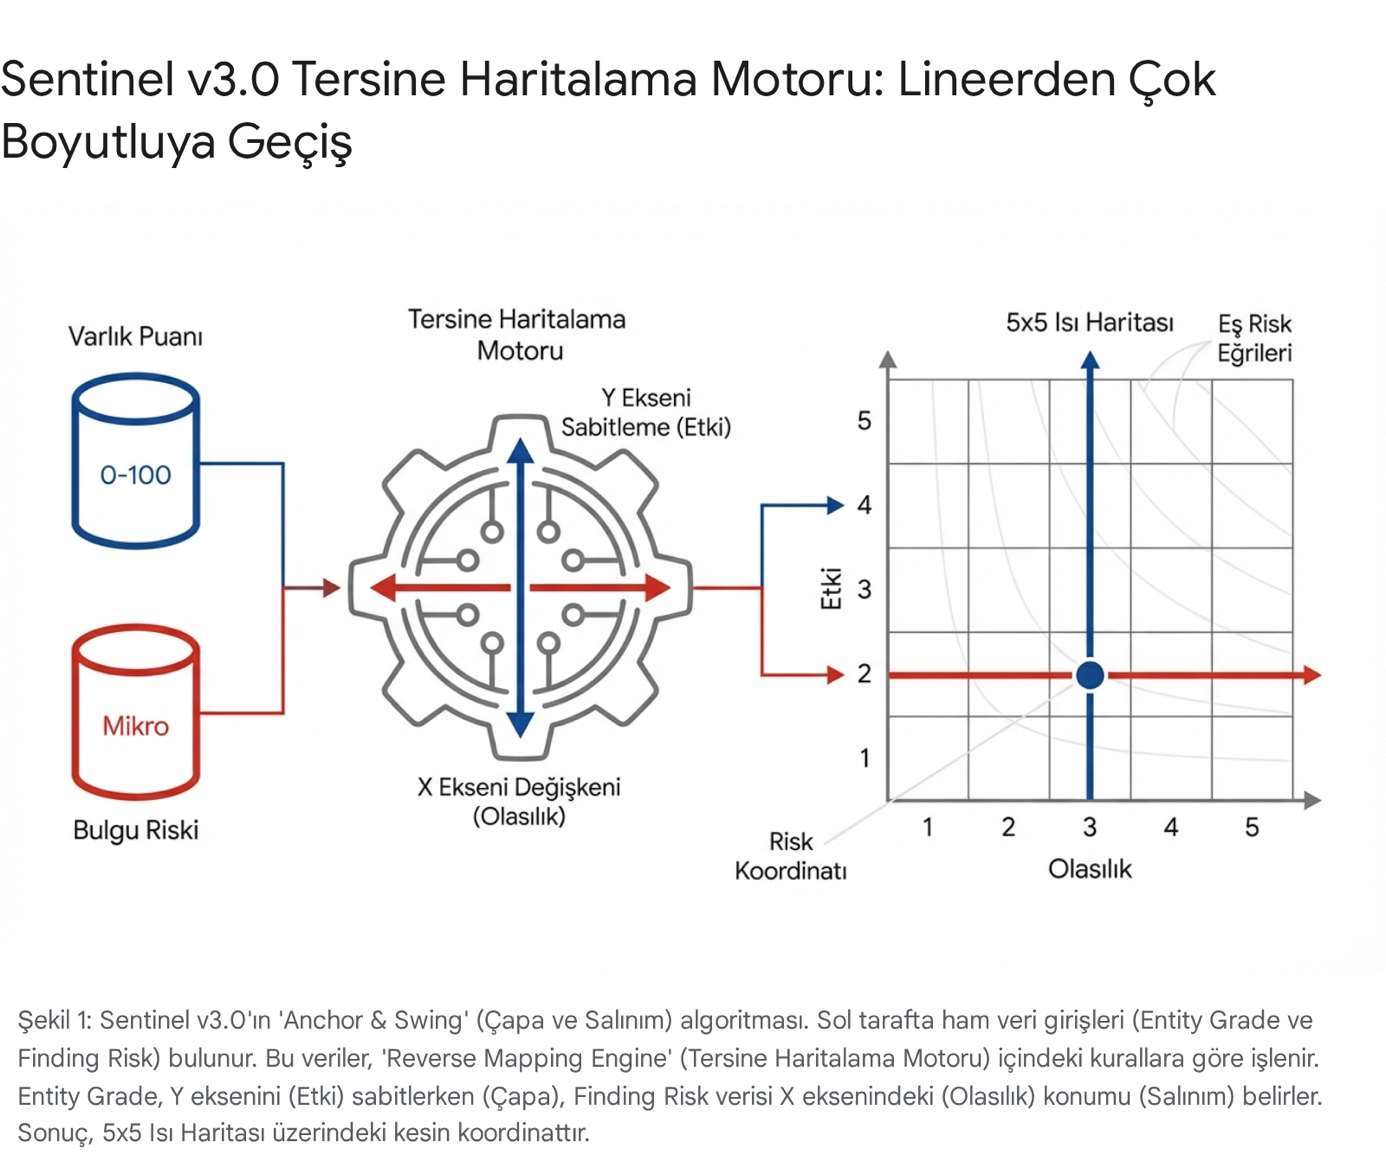 Sentinel v3.0 Tersine Haritalama Motoru: Lineerden Çok
Boyutluya Geçiş
Varlık Puanı
0-100
Mikro
Bulgu Riski
Tersine Haritalama
Motoru
Y Ekseni
Sabitleme (Etki)
X Ekseni Değişkeni
(Olasılık)
5x5 Isı Haritası
Eş Risk
Eğrileri
5
4
3
2
1
Etki
1 2 3 4 5
Olasılık
Risk
Koordinatı
Şekil 1: Sentinel v3.0'ın 'Anchor & Swing' (Çapa ve Salınım) algoritması. Sol tarafta ham veri girişleri (Entity Grade ve
Finding Risk) bulunur. Bu veriler, 'Reverse Mapping Engine' (Tersine Haritalama Motoru) içindeki kurallara göre işlenir.
Entity Grade, Y eksenini (Etki) sabitlerken (Çapa), Finding Risk verisi X eksenindeki (Olasılık) konumu (Salınım) belirler.
Sonuç, 5x5 Isı Haritası üzerindeki kesin koordinattır.